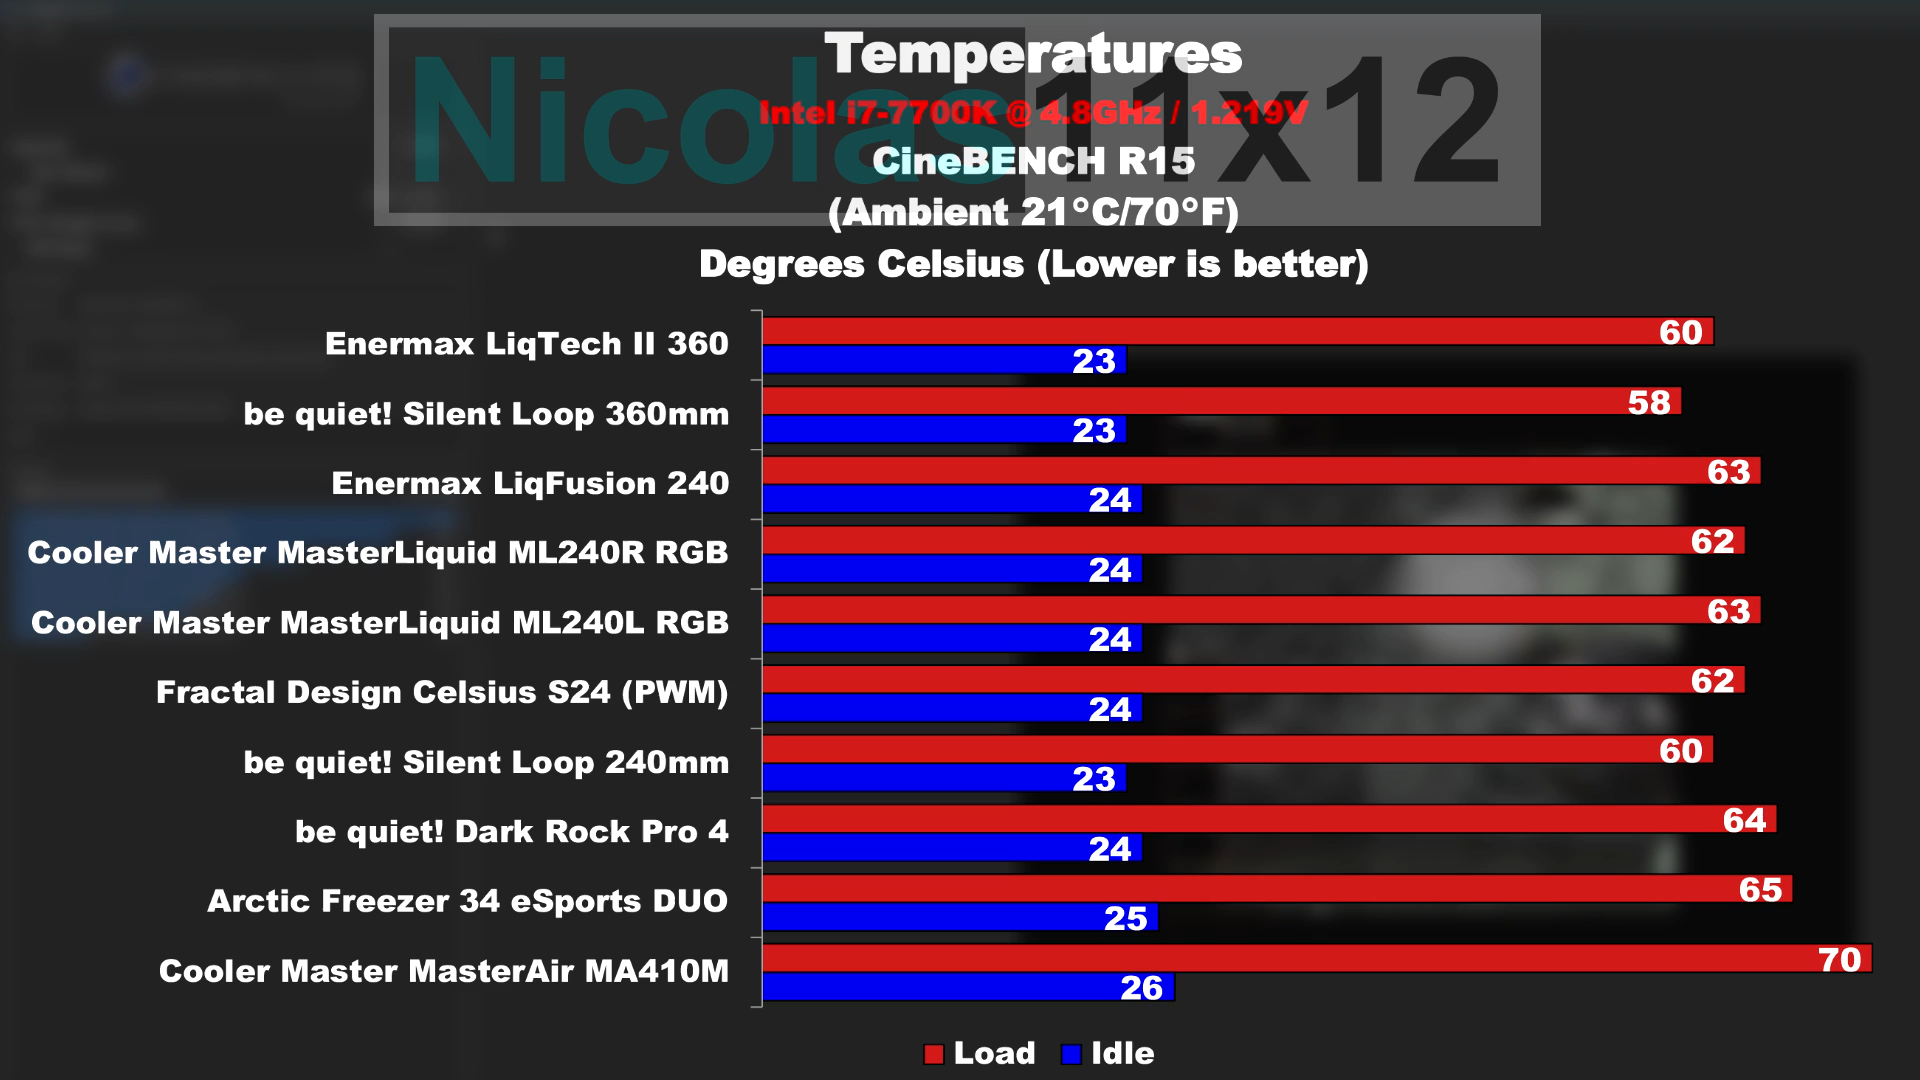 Nicolas11x12
Temperatures
Intel i7-7700K @ 4.8GHz / 1.219V
CineBENCH R15
(Ambient 21°C/70°F)
Degrees Celsius (Lower is better)
Enermax LiqTech II 360
60
23
be quiet! Silent Loop 360mm
58
23
Enermax LiqFusion 240
63
24
Cooler Master MasterLiquid ML240R RGB
62
24
Cooler Master MasterLiquid ML240L RGB
63
24
Fractal Design Celsius S24 (PWM)
62
24
be quiet! Silent Loop 240mm
60
23
be quiet! Dark Rock Pro 4
64
24
Arctic Freezer 34 eSports DUO
65
25
Cooler Master MasterAir MA410M
70
26
Load Idle